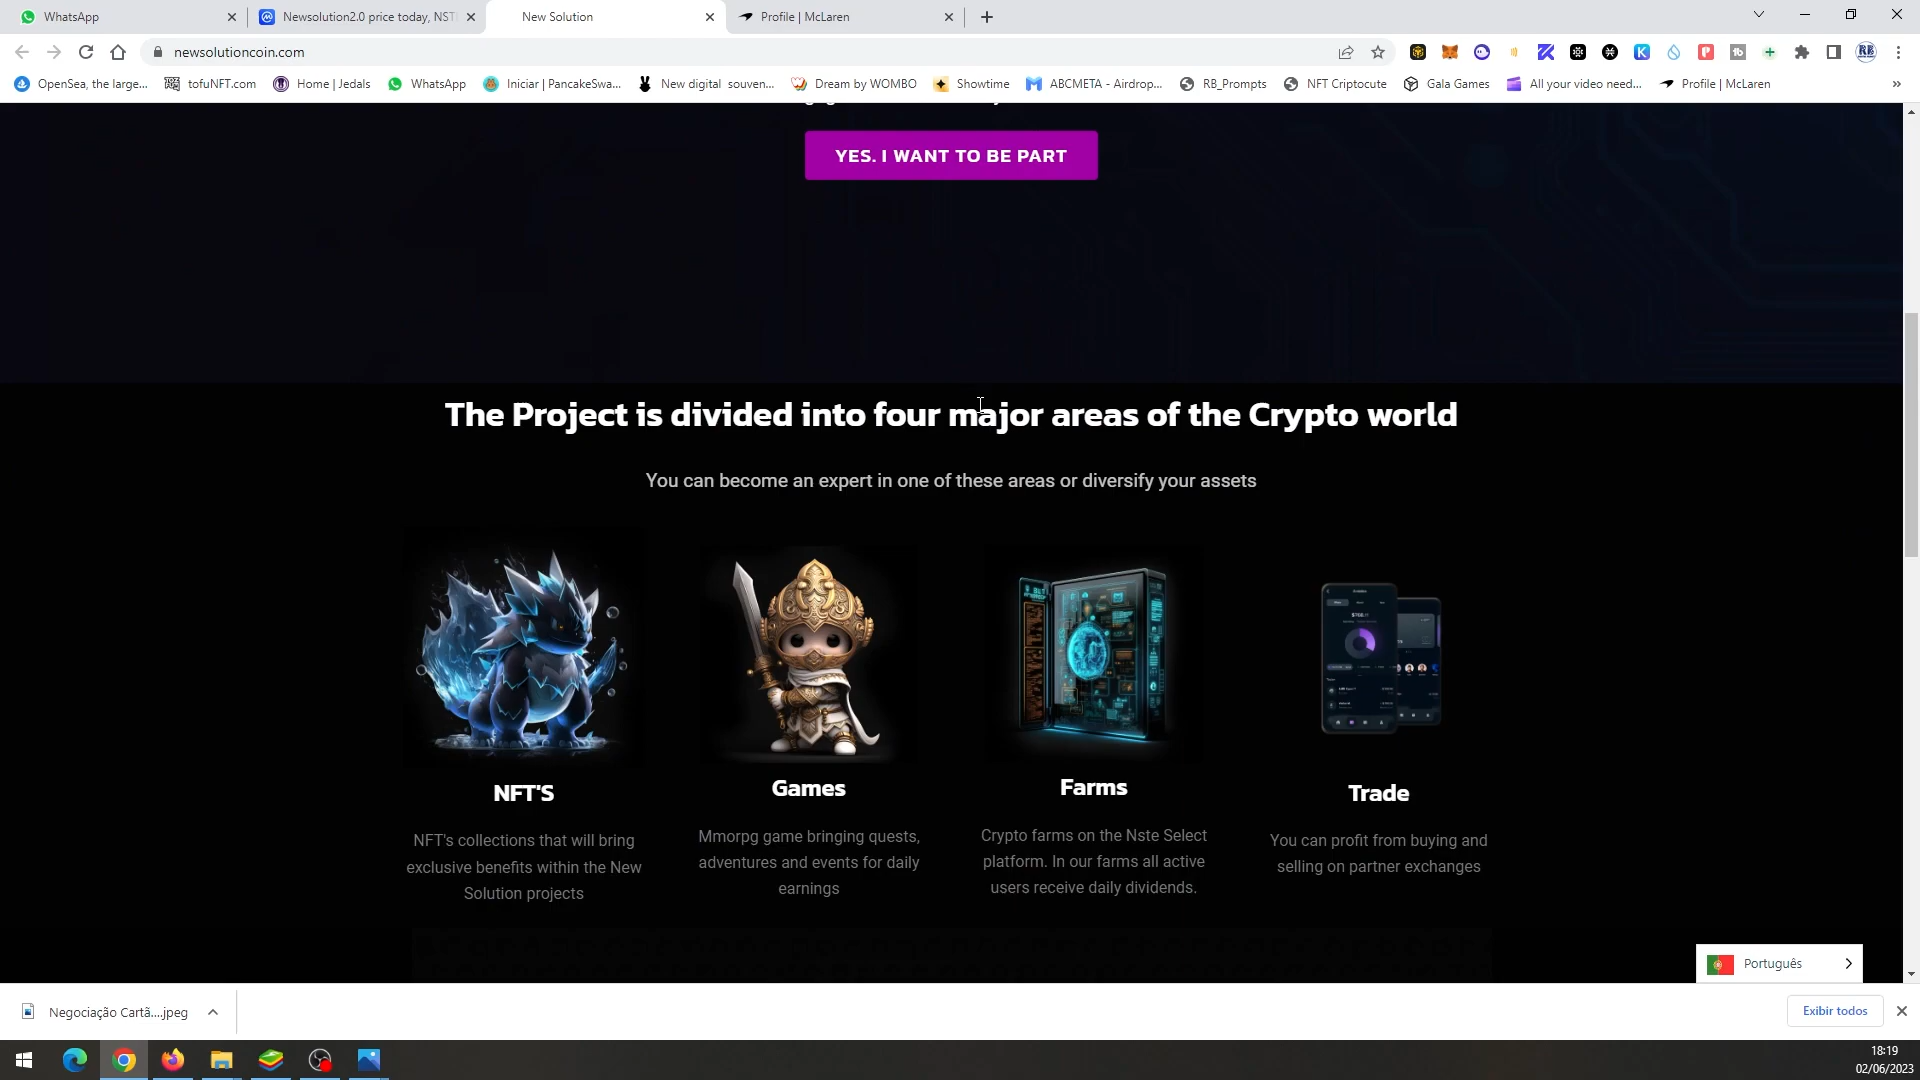 WhatsApp
Newsolution2.0 price today, NST
New Solution
Profile | McLaren
newsolutioncoin.com
OpenSea, the large...
tofuNFT.com
Home | Jedals
WhatsApp
Iniciar | PancakeSwa...
New digital souven...
Dream by WOMBO
Showtime
ABCMETA - Airdrop...
RB_Prompts
NFT Criptocute
Gala Games
All your video need...
Profile | McLaren
YES. I WANT TO BE PART
The Project is divided into four major areas of the Crypto world
You can become an expert in one of these areas or diversify your assets
NFT'S
NFT's collections that will bring
exclusive benefits within the New
Solution projects
Games
Mmorpg game bringing quests,
adventures and events for daily
earnings
Farms
Crypto farms on the Nste Select
platform. In our farms all active
users receive daily dividends.
Trade
You can profit from buying and
selling on partner exchanges
Português
Negociação Cartã....jpeg
Exibir todos
18:19
02/06/2023